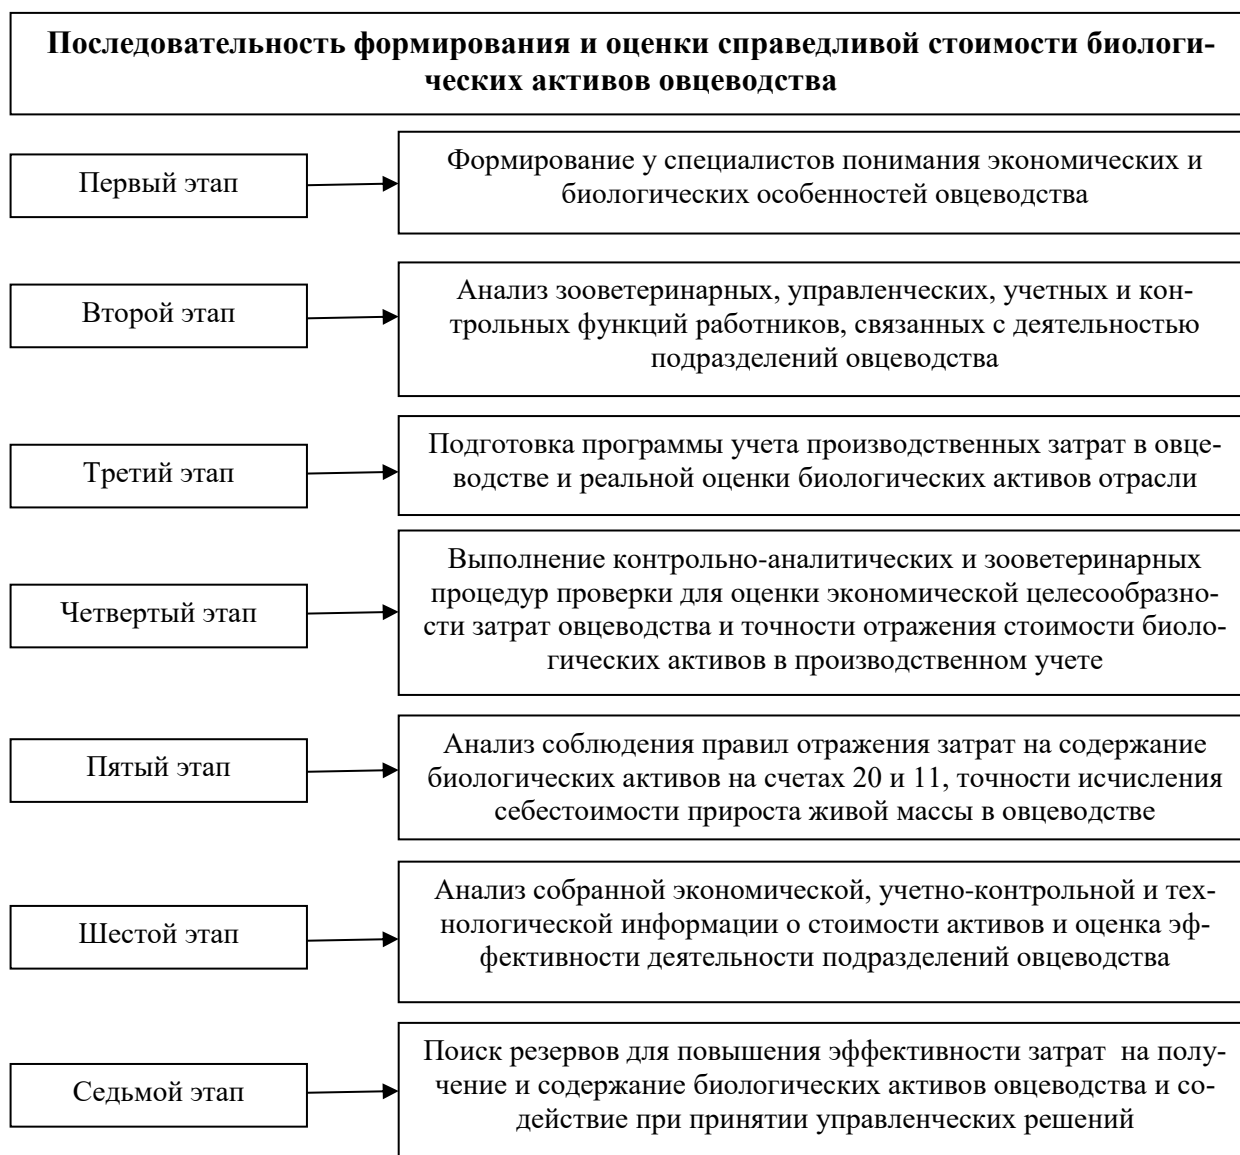 Последовательность формирования и оценки справедливой стоимости биологи-
ческих активов овцеводства
Первый этап
Формирование у специалистов понимания экономических и
биологических особенностей овцеводства
Второй этап
Анализ зооветеринарных, управленческих, учетных и кон-
трольных функций работников, связанных с деятельностью
подразделений овцеводства
Третий этап
Подготовка программы учета производственных затрат в овце-
водстве и реальной оценки биологических активов отрасли
Четвертый этап
Выполнение контрольно-аналитических и зооветеринарных
процедур проверки для оценки экономической целесообразно-
сти затрат овцеводства и точности отражения стоимости биоло-
гических активов в производственном учете
Пятый этап
Анализ соблюдения правил отражения затрат на содержание
биологических активов на счетах 20 и 11, точности исчисления
себестоимости прироста живой массы в овцеводстве
Шестой этап
Анализ собранной экономической, учетно-контрольной и тех-
нологической информации о стоимости активов и оценка эф-
фективности деятельности подразделений овцеводства
Седьмой этап
Поиск резервов для повышения эффективности затрат на полу-
чение и содержание биологических активов овцеводства и со-
действие при принятии управленческих решений